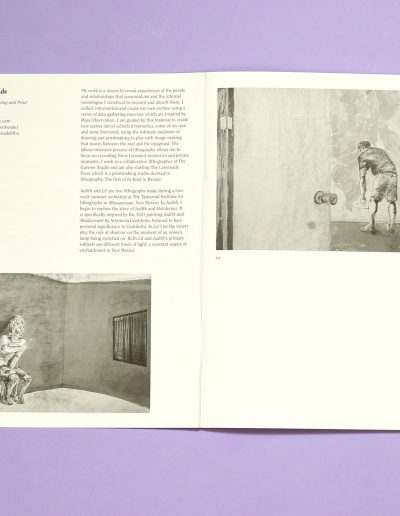 de
ing and Print
.com
My work is a means to reveal experiences of the people
and relationships that surround me and the internal
monologue I construct to recount and absorb them. I
collect information and create my own archive using a
series of data gathering exercises which are inspired by
Mass Observation. I am guided by this material to create
new scenes out of collected memories, some of my own
and some borrowed, using the intimate mediums of
drawing and printmaking to play with image making
that moves between the real and the imagined. The
labour-intensive process of lithography allows me to
focus on recording these transient memories and private
moments. I work as a collaborative lithographer at The
Curwen Studio and am also starting The Lemonade
Press which is a printmaking studio devoted to
lithography. The first of its kind in Bristol.
Judith and Lit are two lithographs made during a four
week summer workshop at The Tamarind Institute for
lithography in Albuquerque, New Mexico. In Judith, I
begin to explore the story of Judith and Holofernes. It
is specifically inspired by the 1625 painting Judith and
Maidservant by Artemisia Gentileschi, believed to have
personal significance to Gentileschi. In Lit I let the viewer
play the role of observer on the moment of an unseen
lamp being switched on. Both Lit and Judith's primary
subjects are different kinds of light; a constant source of
enchantment in New Mexico.
Lit